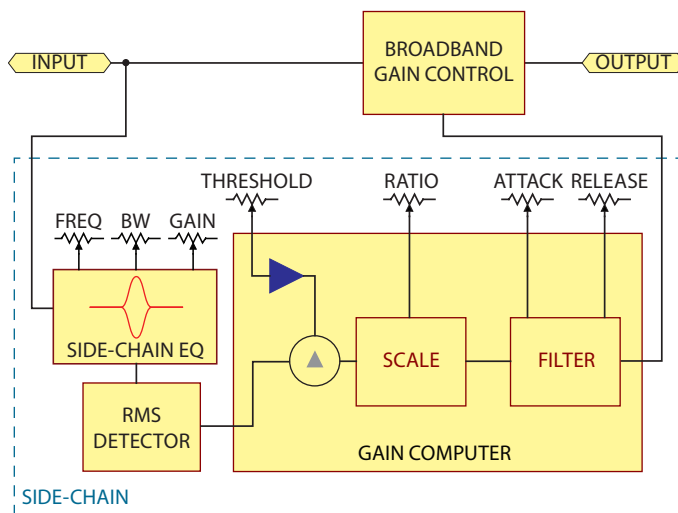 INPUT
BROADBAND
GAIN CONTROL
OUTPUT
THRESHOLD
RATIO
ATTACK
RELEASE
FREQ
BW
GAIN
SIDE-CHAIN EQ
SCALE
FILTER
RMS
DETECTOR
GAIN COMPUTER
SIDE-CHAIN